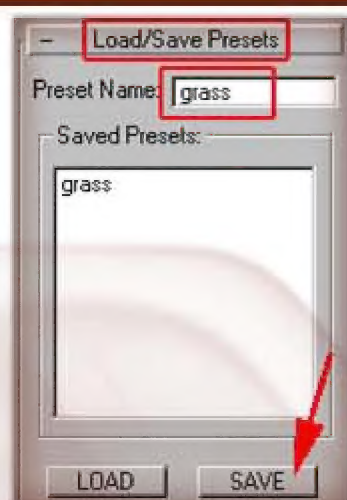 - Load/Save Presets
Preset Name: grass
Saved Presets:
grass
LOAD SAVE